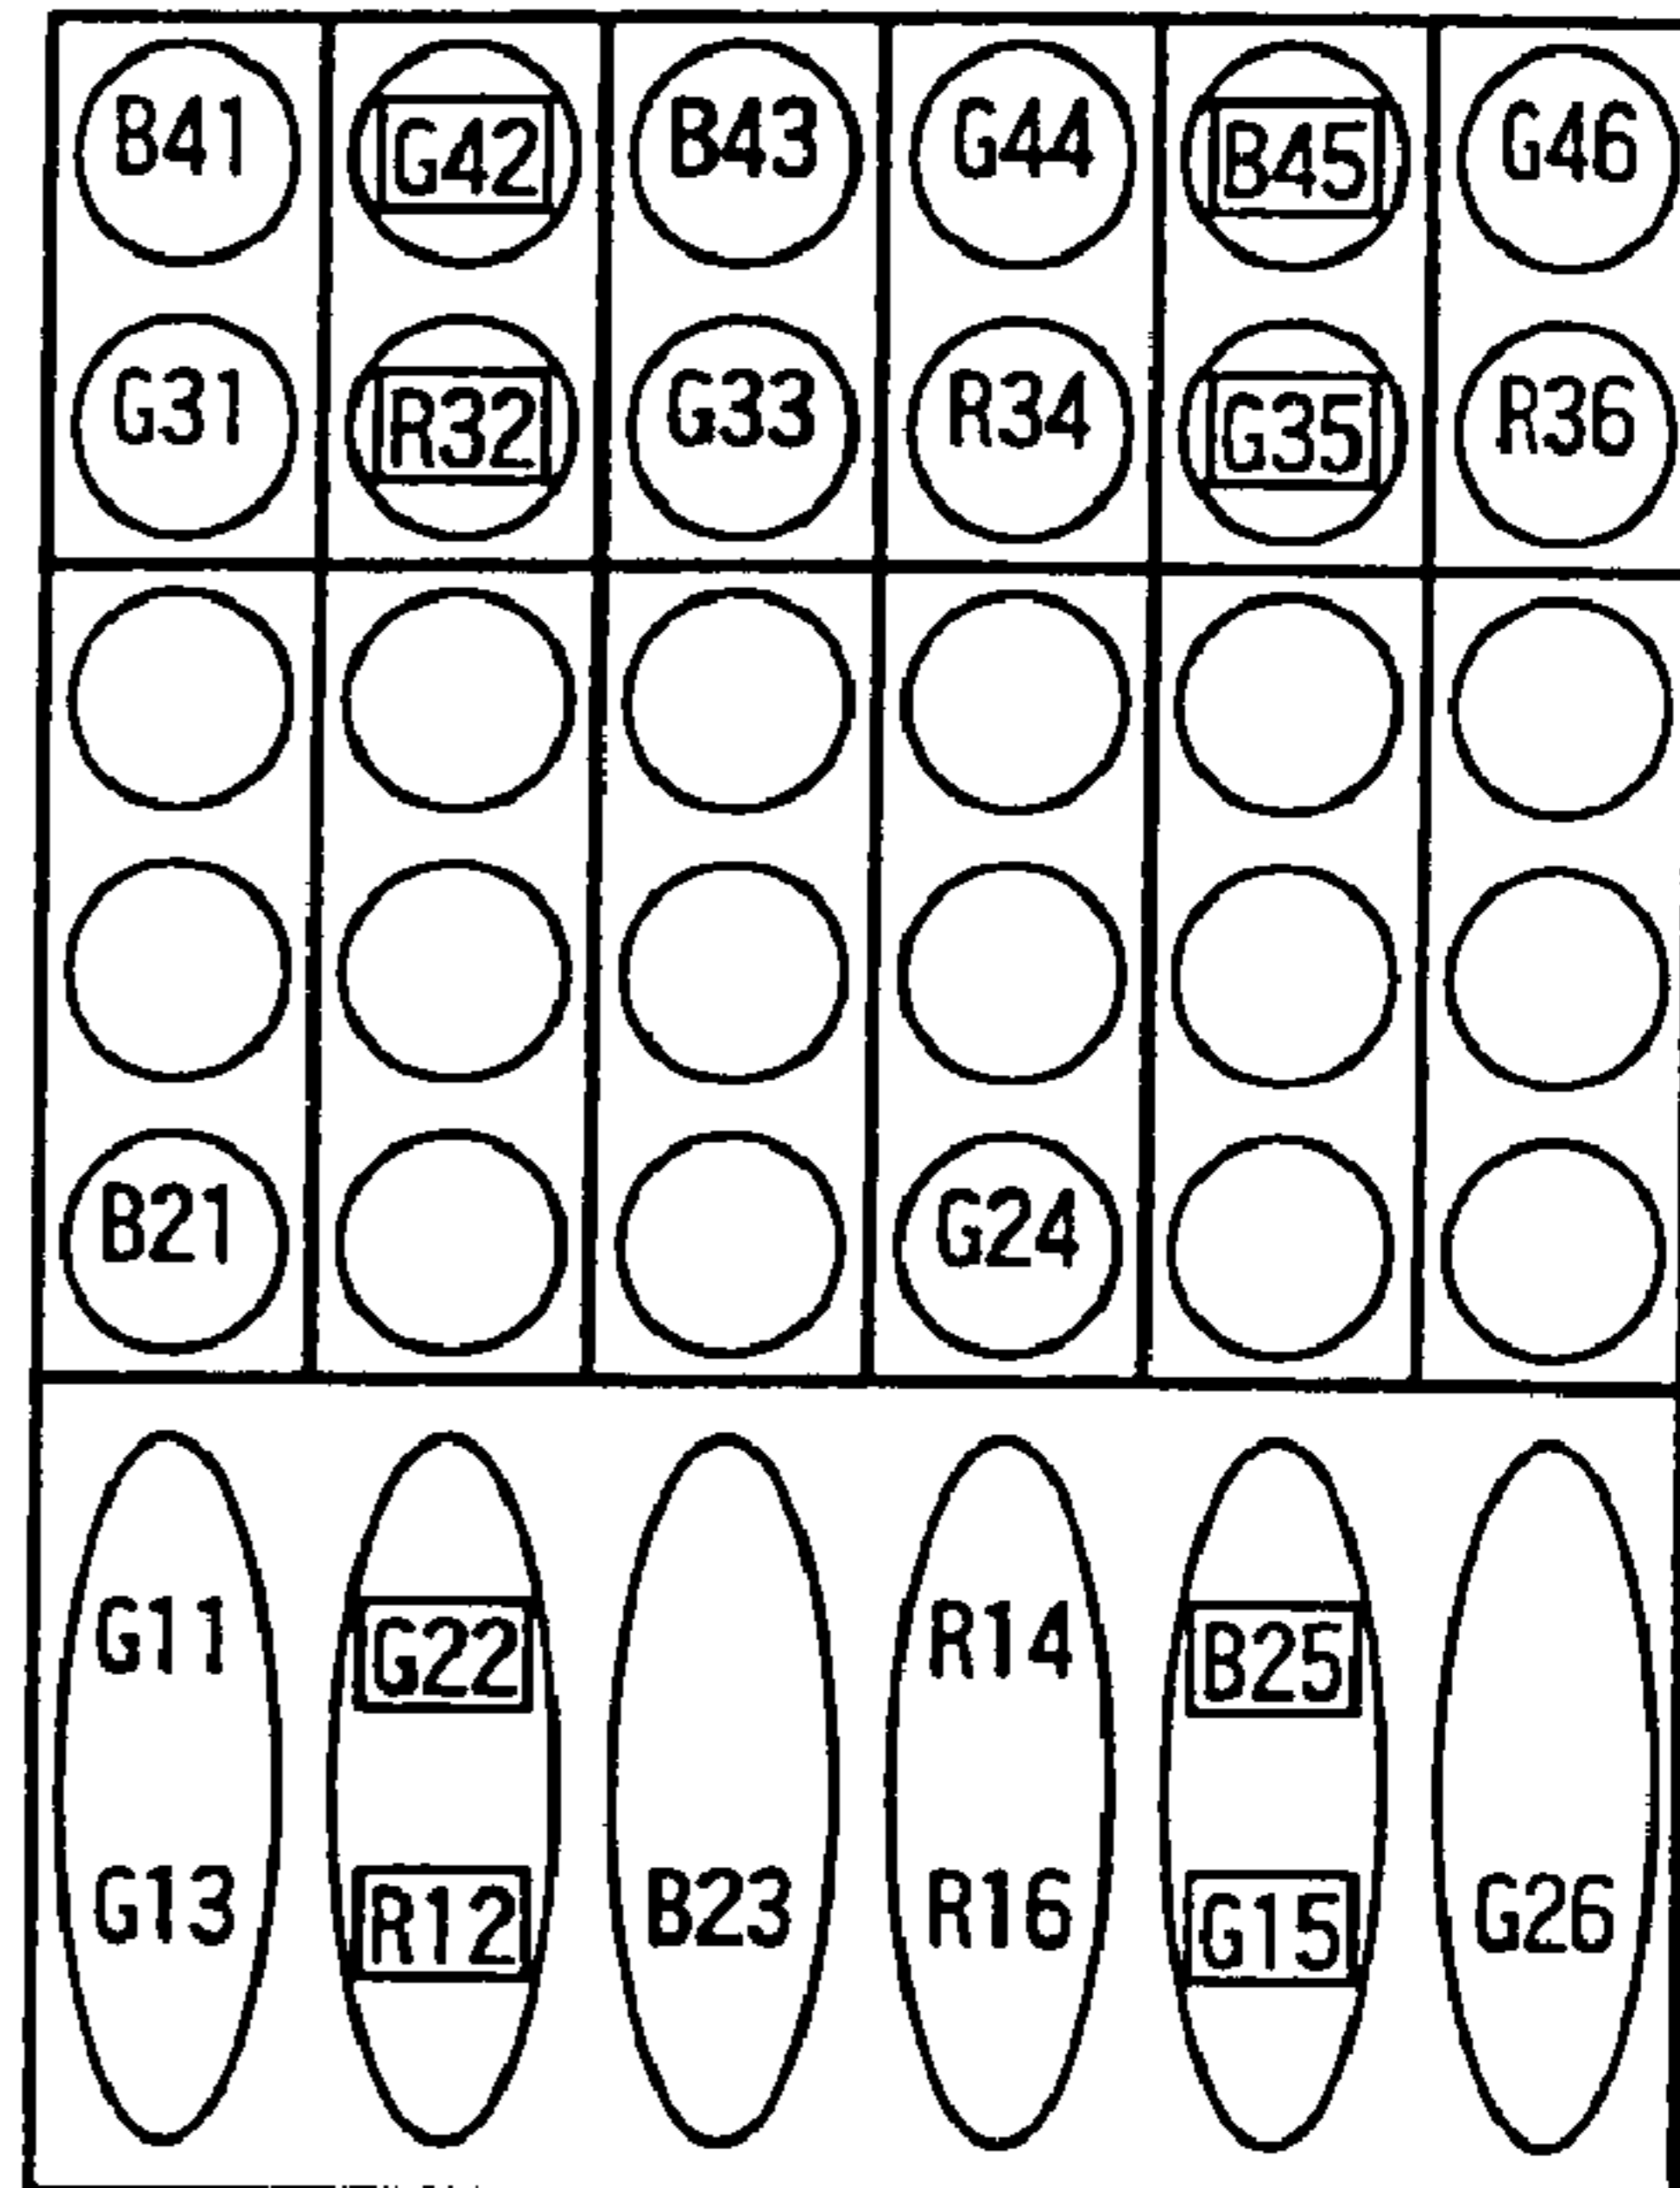 B41 G42 B43 G44 B45 G46
G31 R32 G33 R34 G35 R36
B21 G24
G11 G22 R14 B25
G13 R12 B23 R16 G15 G26